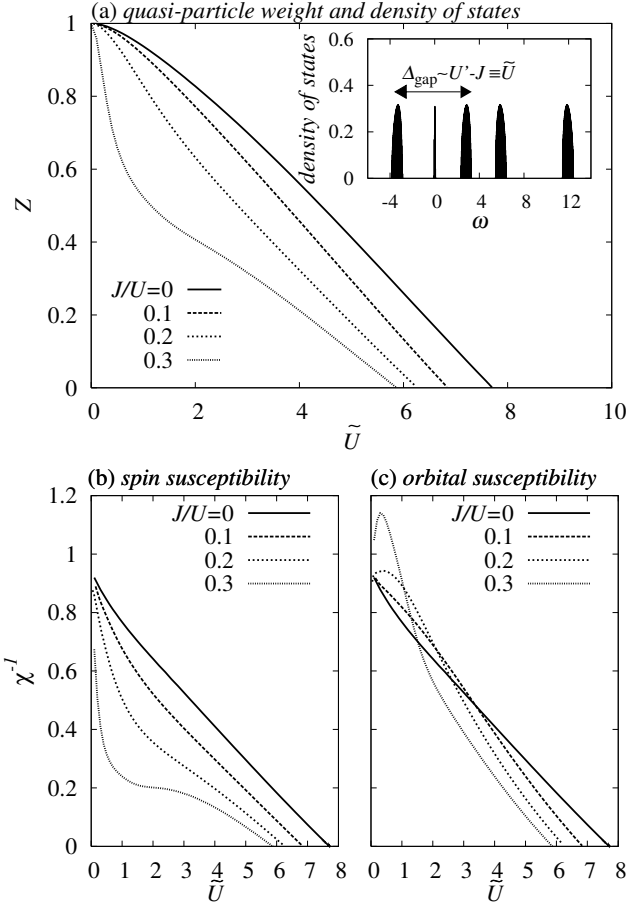 (a) quasi-particle weight and density of states
1
0.8
0.6
0.4
0.2
0
Z
0
2
4
6
8
10
Ũ
J/U=0
0.1
0.2
0.3
0.6
0.4
0.2
0
density of states
Δgap~U'-J ≡Ũ
-4
0
4
8
12
ω
(b) spin susceptibility
1.2
1
0.8
0.6
0.4
0.2
0
χ⁻¹
J/U=0
0.1
0.2
0.3
0 1 2 3 4 5 6 7 8
Ũ
(c) orbital susceptibility
J/U=0
0.1
0.2
0.3
0 1 2 3 4 5 6 7 8
Ũ